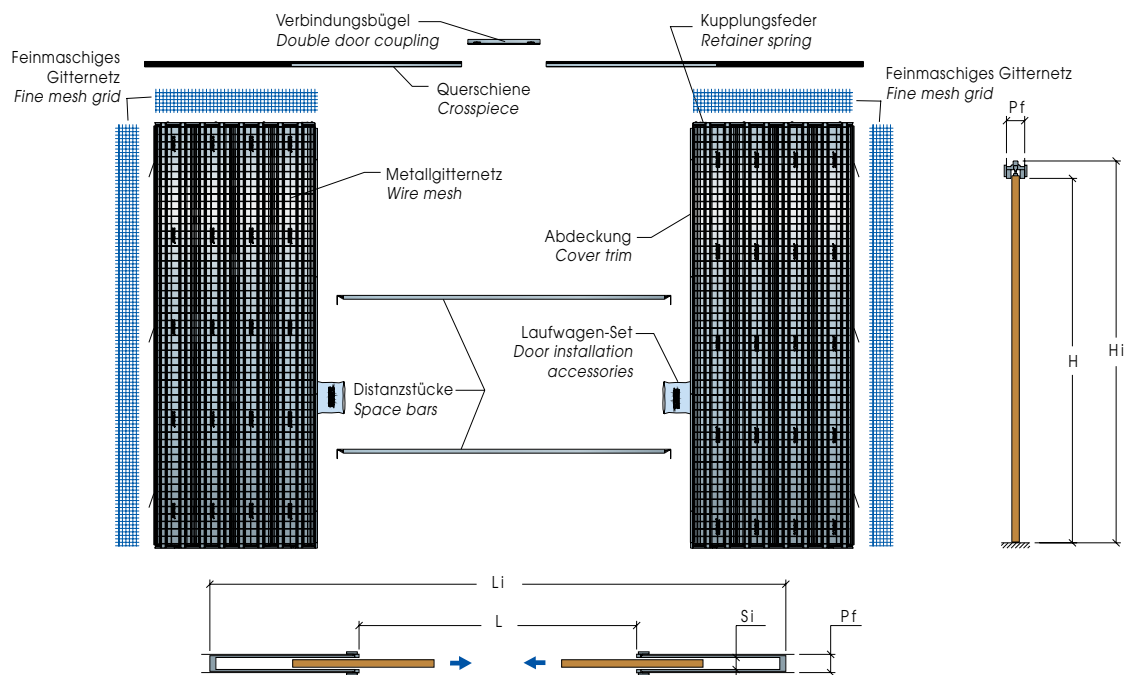 Verbindungsbügel
Double door coupling
Kupplungsfeder
Retainer spring
Feinmaschiges
Gitternetz
Fine mesh grid
Querschiene
Crosspiece
Feinmaschiges Gitternetz
Fine mesh grid
Pf
Metallgitternetz
Wire mesh
Abdeckung
Cover trim
Laufwagen-Set
Door installation
accessories
H
Hi
Distanzstücke
Space bars
Li
L
Si
Pf